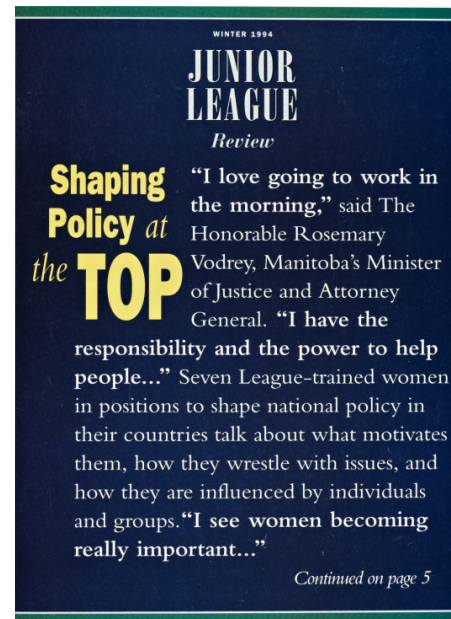 WINTER 1994
JUNIOR
LEAGUE
Review
Shaping
Policy at
the TOP
“I love going to work in
the morning,” said The
Honorable Rosemary
Vodrey, Manitoba’s Minister
of Justice and Attorney
General. “I have the
responsibility and the power to help
people...” Seven League-trained women
in positions to shape national policy in
their countries talk about what motivates
them, how they wrestle with issues, and
how they are influenced by individuals
and groups.“I see women becoming
really important...”
Continued on page 5